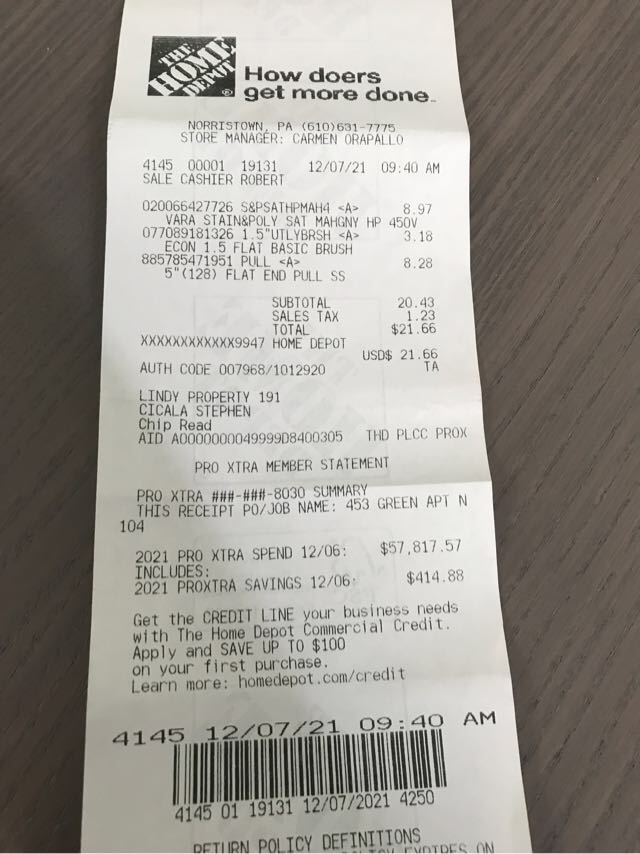 THE
HOME
DEPOT
How doers
get more done™
NORRISTOWN, PA (610)631-7775
STORE MANAGER: CARMEN ORAPALLO
4145 00001 19131 12/07/21 09:40 AM
SALE CASHIER ROBERT
020066427726 S&PSATHPMAH4 <A> 8.97
VARA STAIN&POLY SAT MAHGNY HP 450V
077089181326 1.5"UTLYBRSH <A> 3.18
ECON 1.5 FLAT BASIC BRUSH
885785471951 PULL <A> 8.28
5"(128) FLAT END PULL SS
SUBTOTAL 20.43
SALES TAX 1.23
TOTAL $21.66
XXXXXXXXXXXX9947 HOME DEPOT
USD$ 21.66
AUTH CODE 007968/1012920 TA
LINDY PROPERTY 191
CICALA STEPHEN
Chip Read
AID A0000000049999D8400305 THD PLCC PROX
PRO XTRA MEMBER STATEMENT
PRO XTRA ###-###-8030 SUMMARY
THIS RECEIPT PO/JOB NAME: 453 GREEN APT N
104
2021 PRO XTRA SPEND 12/06: $57,817.57
INCLUDES:
2021 PROXTRA SAVINGS 12/06: $414.88
Get the CREDIT LINE your business needs
with The Home Depot Commercial Credit.
Apply and SAVE UP TO $100
on your first purchase.
Learn more: homedepot.com/credit
4145 12/07/21 09:40 AM
4145 01 19131 12/07/2021 4250
RETURN POLICY DEFINITIONS
POLICY EXPIRES ON